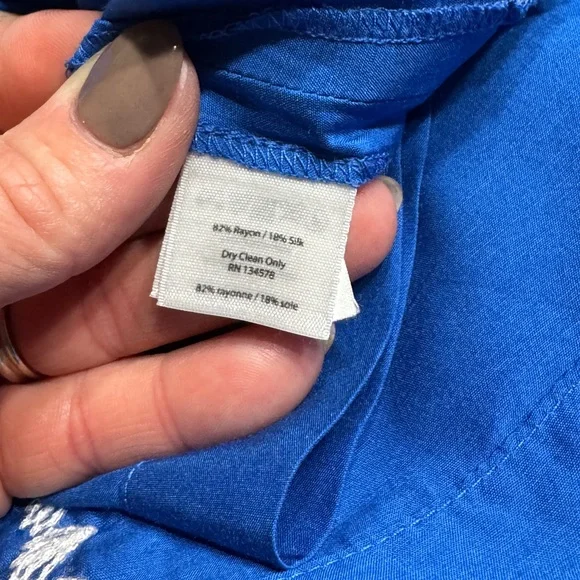 82% Rayon / 18% Silk
Dry Clean Only
RN 134578
82% rayonne / 18% soie